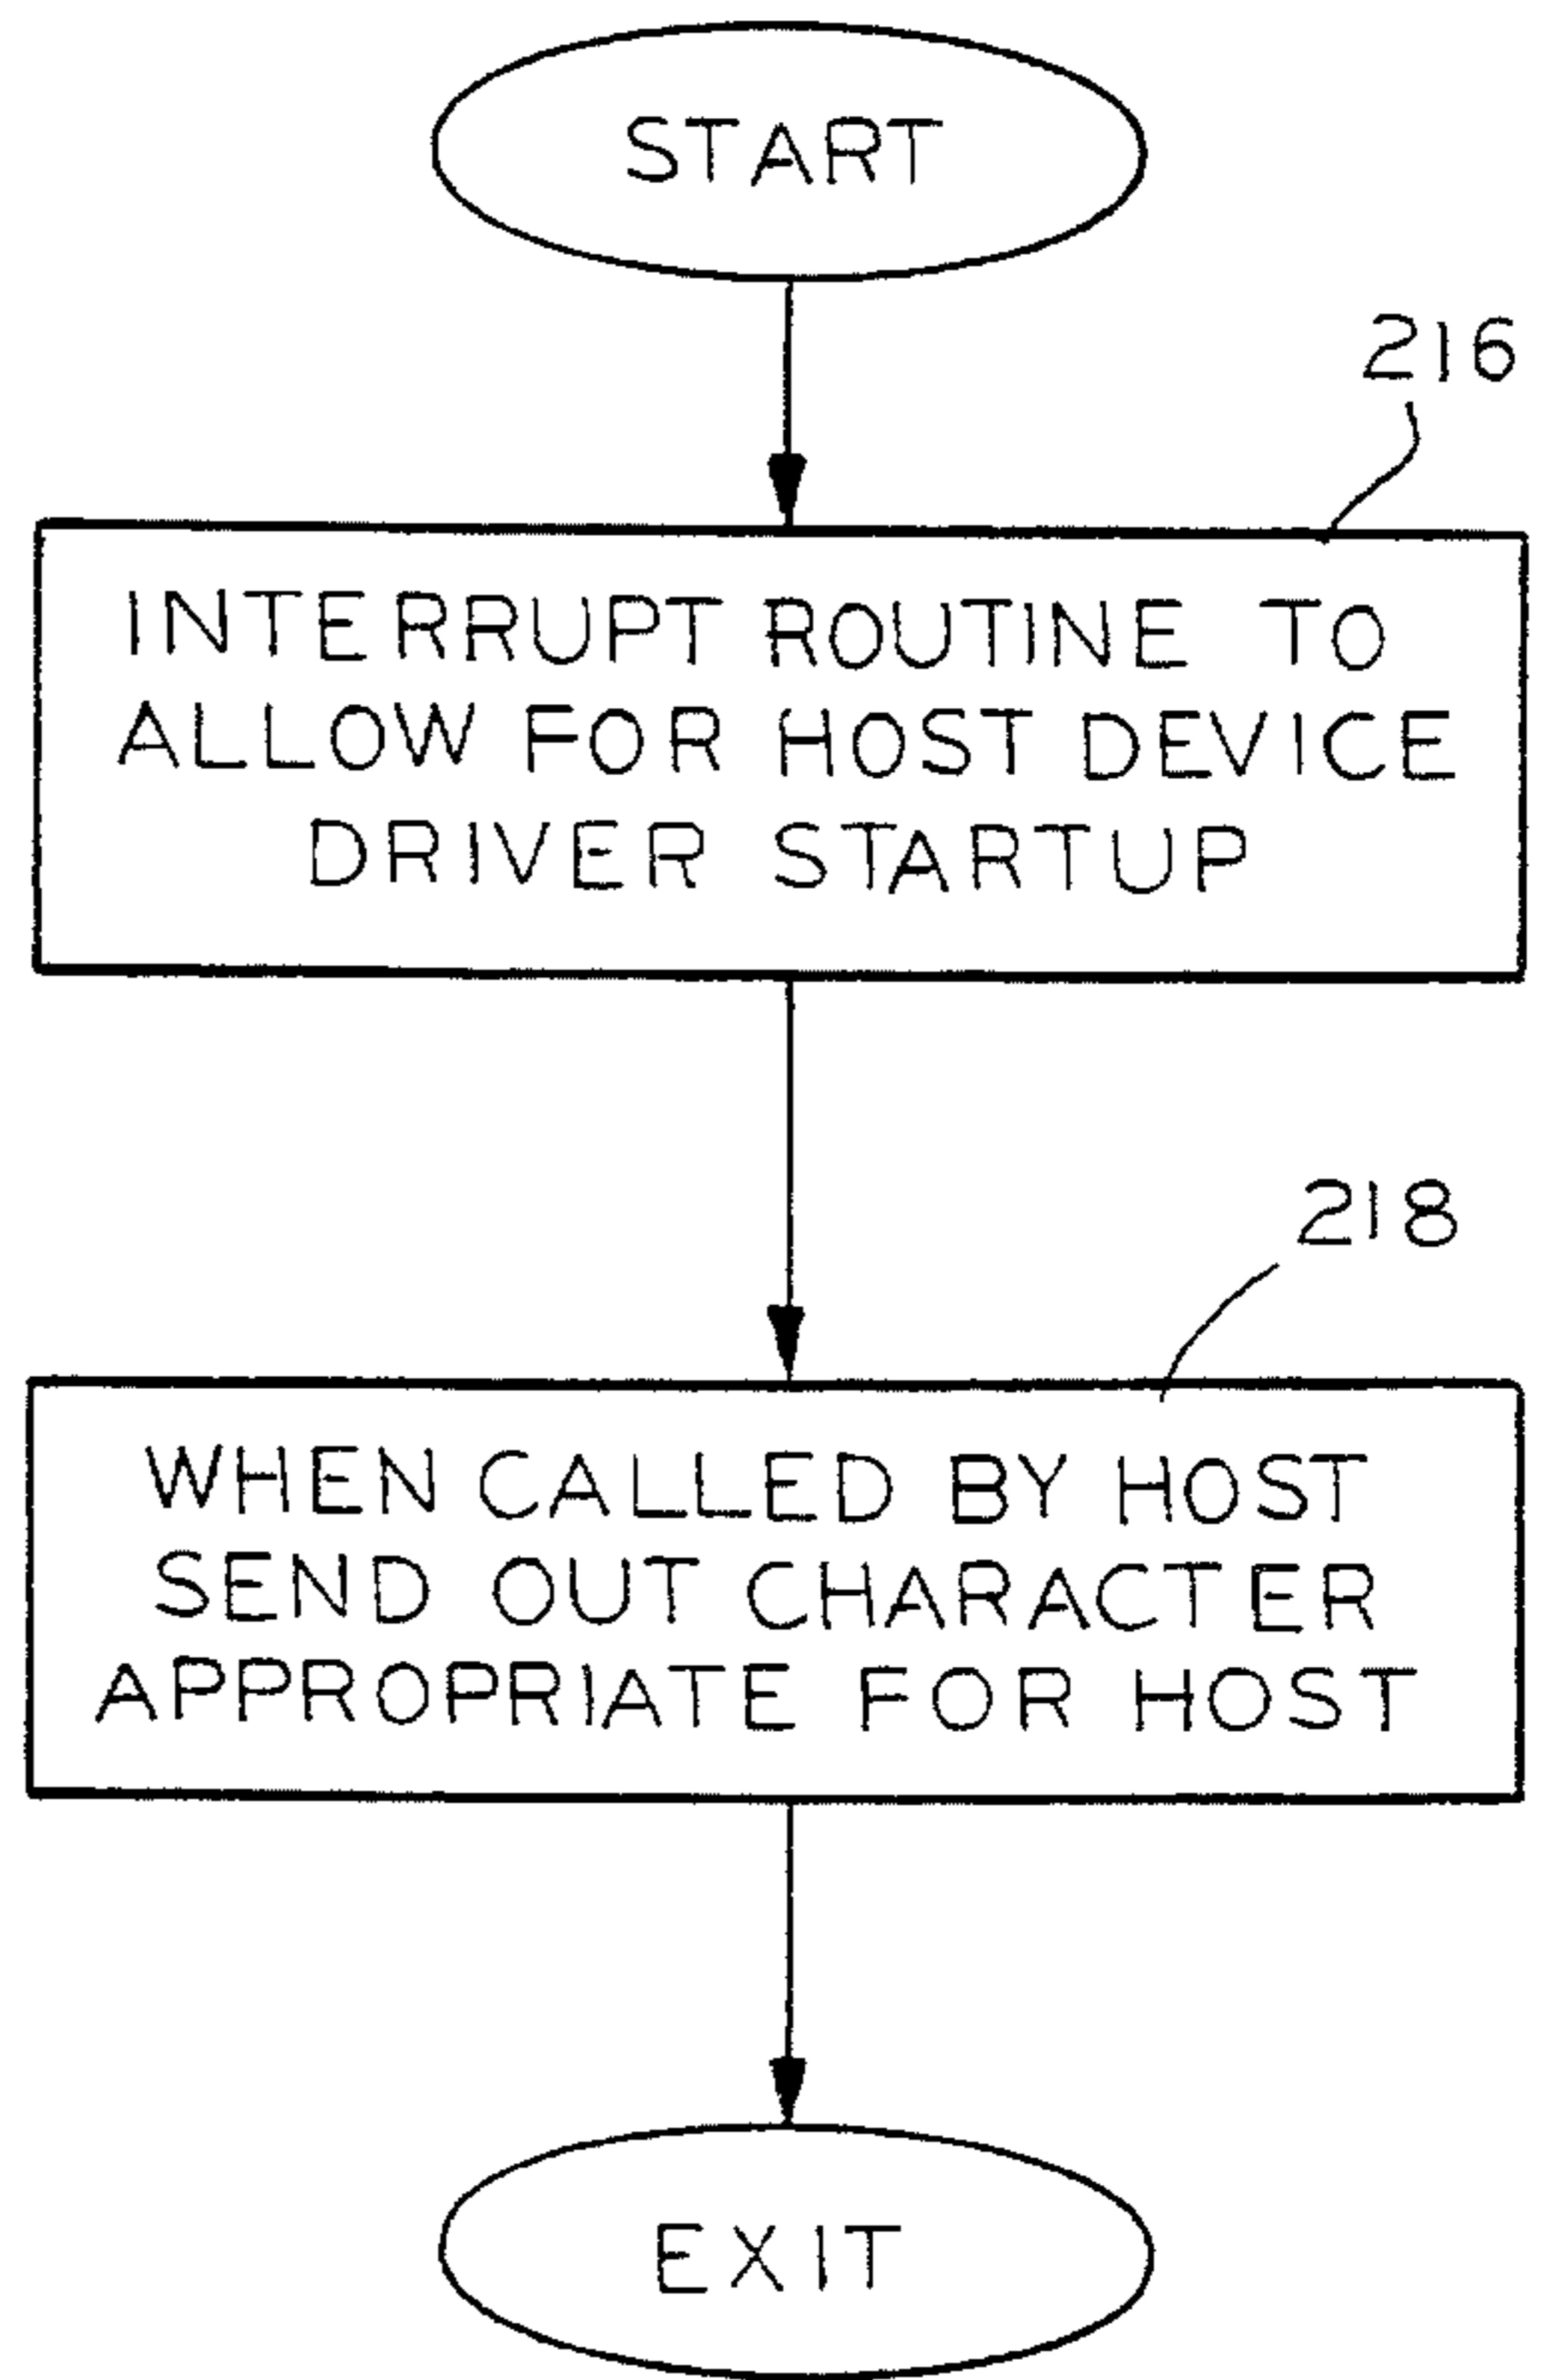 START
216
INTERRUPT ROUTINE TO
ALLOW FOR HOST DEVICE
DRIVER STARTUP
218
WHEN CALLED BY HOST
SEND OUT CHARACTER
APPROPRIATE FOR HOST
EXIT